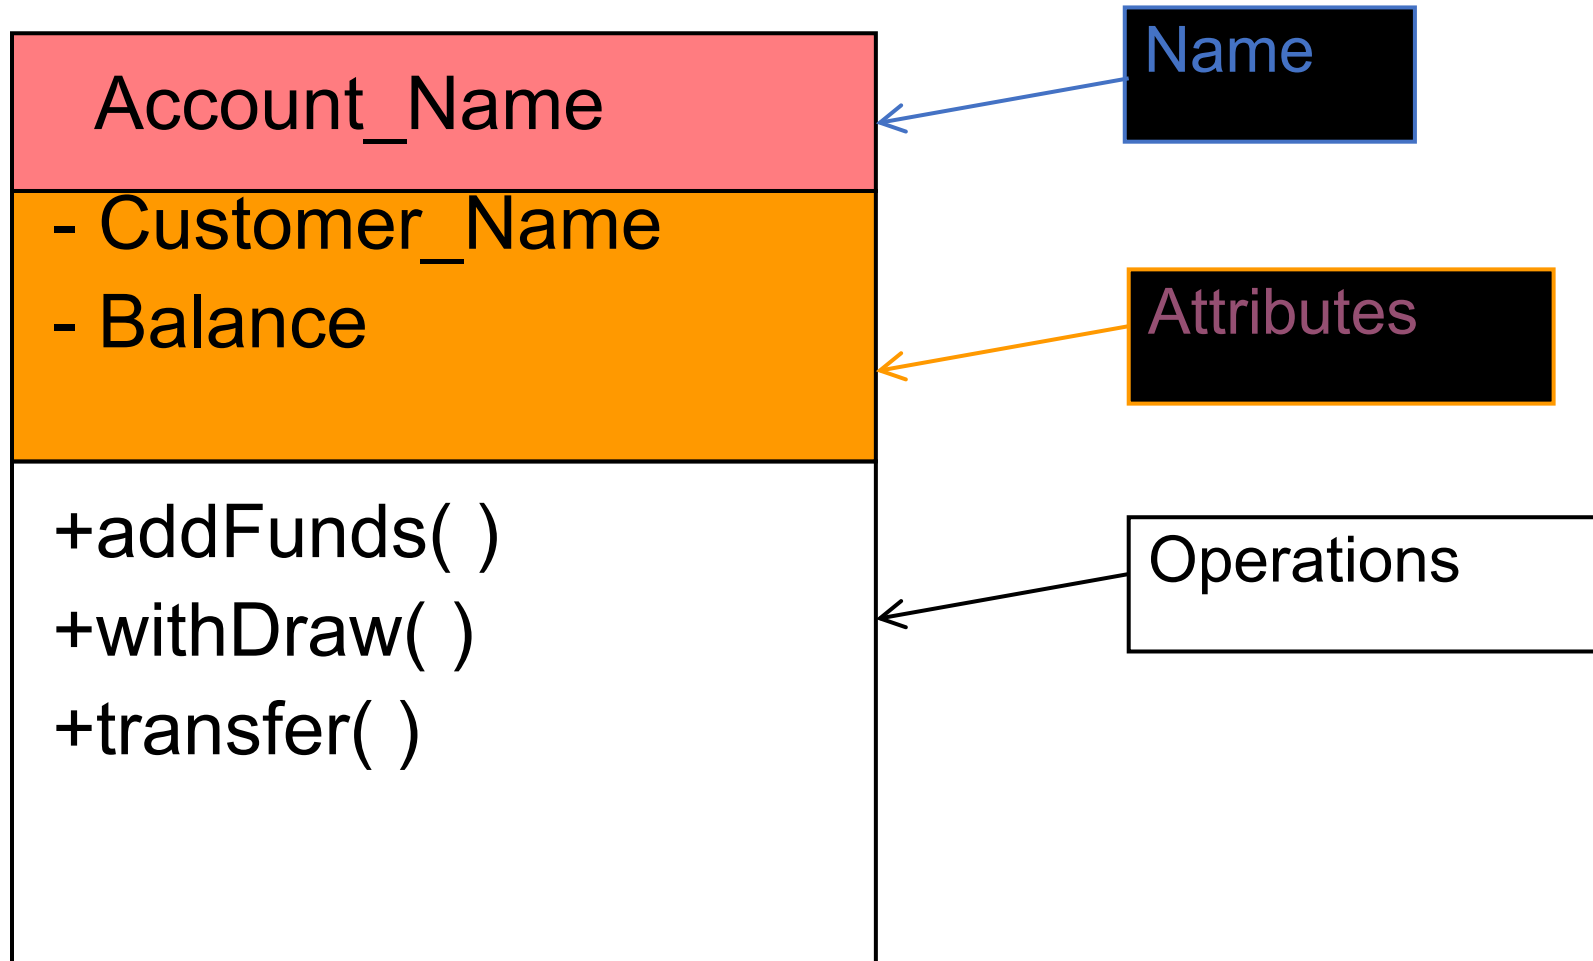 Account_Name
- Customer_Name
- Balance
+addFunds( )
+withDraw( )
+transfer( )
Name
Attributes
Operations